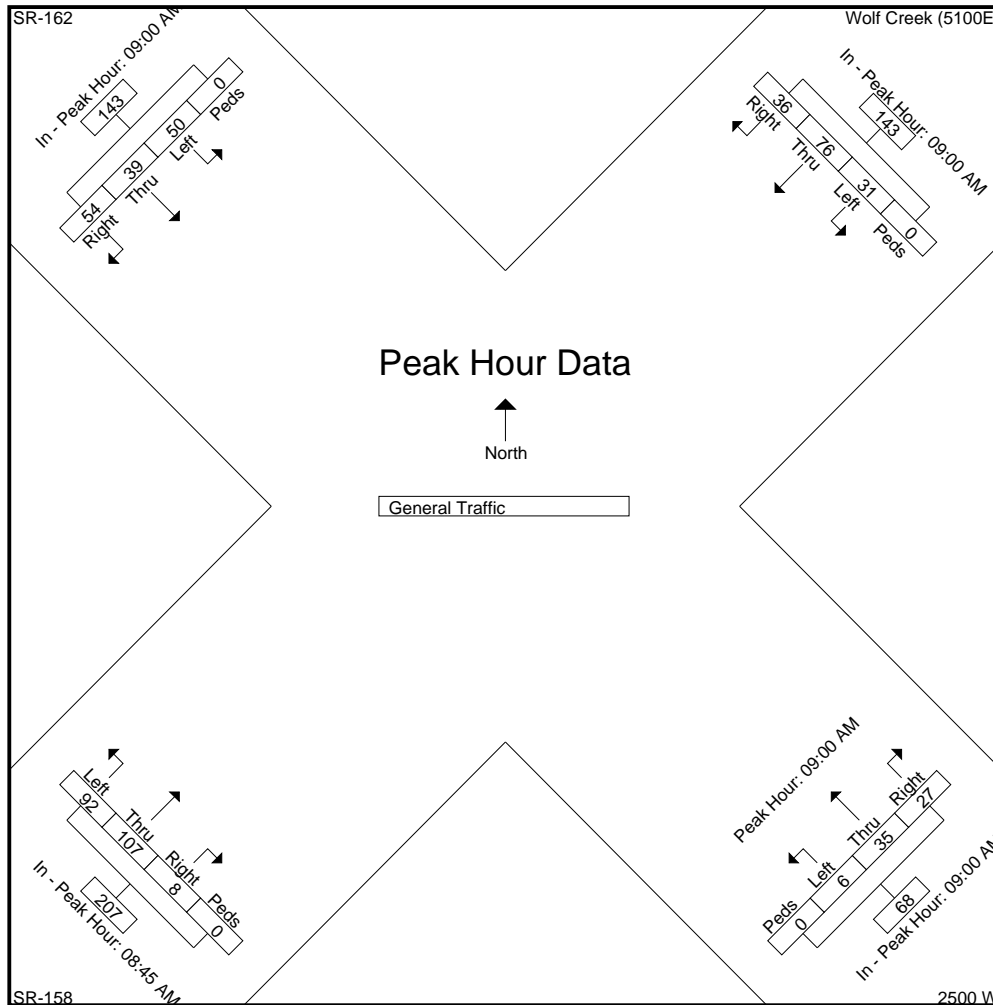 SR-162
Wolf Creek (5100E
In - Peak Hour: 09:00 AM
143
0
50
39
54
Peds
Left
Thru
Right
In - Peak Hour: 09:00 AM
143
36
76
31
0
Right
Thru
Left
Peds
Peak Hour Data
North
General Traffic
Left
Thru
Right
Peds
92
107
8
0
207
In - Peak Hour: 08:45 AM
SR-158
Peak Hour: 09:00 AM
Right
Thru
Left
Peds
27
35
6
0
68
In - Peak Hour: 09:00 AM
2500 W